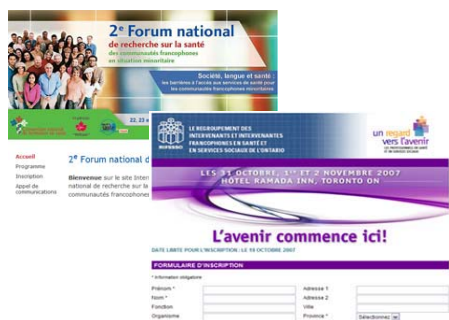 2e Forum national
de recherche sur la santé
des communautés francophones
en situation minoritaire
Société, langue et santé :
les barrières à l'accès aux services de santé pour
les communautés francophones minoritaires
22, 23 e
Accueil
Programme
Inscription
Appel de
communications
2e Forum national d
Bienvenue sur le site Inter
national de recherche sur la
communautés francophones
LE REGROUPEMENT DES
INTERVENANTS ET INTERVENANTES
FRANCOPHONES EN SANTÉ ET
EN SERVICES SOCIAUX DE L'ONTARIO
un regard
vers l'avenir
LES 31 OCTOBRE, 1er ET 2 NOVEMBRE 2007
HÔTEL RAMADA INN, TORONTO ON
L'avenir commence ici!
DATE LIMITE POUR L'INSCRIPTION: LE 10 OCTOBRE 2007
FORMULAIRE D'INSCRIPTION
* Information obligatoire
Prénom *
Nom *
Fonction
Organisme
Adresse 1
Adresse 2
Ville
Province *
Sélectionnez